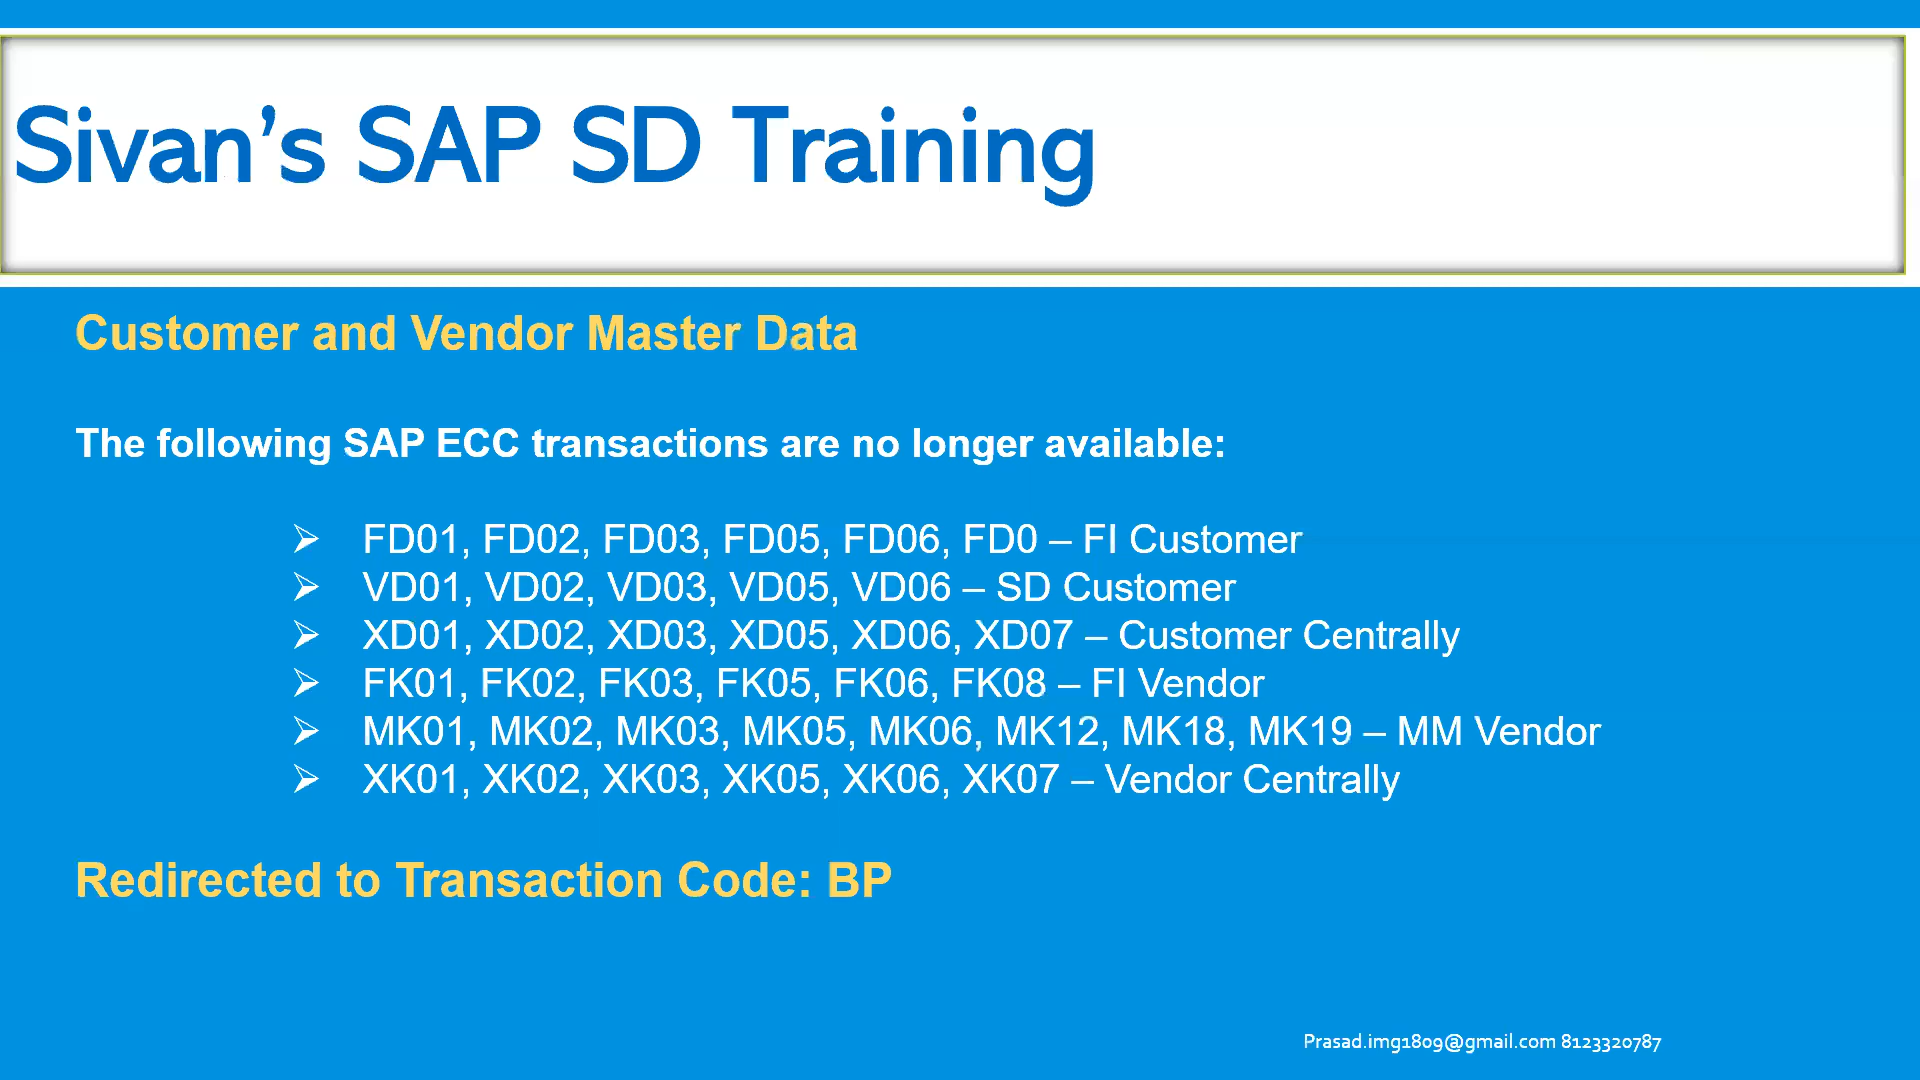 Sivan’s SAP SD Training
Customer and Vendor Master Data
The following SAP ECC transactions are no longer available:
➢ FD01, FD02, FD03, FD05, FD06, FD0 – FI Customer
➢ VD01, VD02, VD03, VD05, VD06 – SD Customer
➢ XD01, XD02, XD03, XD05, XD06, XD07 – Customer Centrally
➢ FK01, FK02, FK03, FK05, FK06, FK08 – FI Vendor
➢ MK01, MK02, MK03, MK05, MK06, MK12, MK18, MK19 – MM Vendor
➢ XK01, XK02, XK03, XK05, XK06, XK07 – Vendor Centrally
Redirected to Transaction Code: BP
Prasad.img1809@gmail.com 8123320787